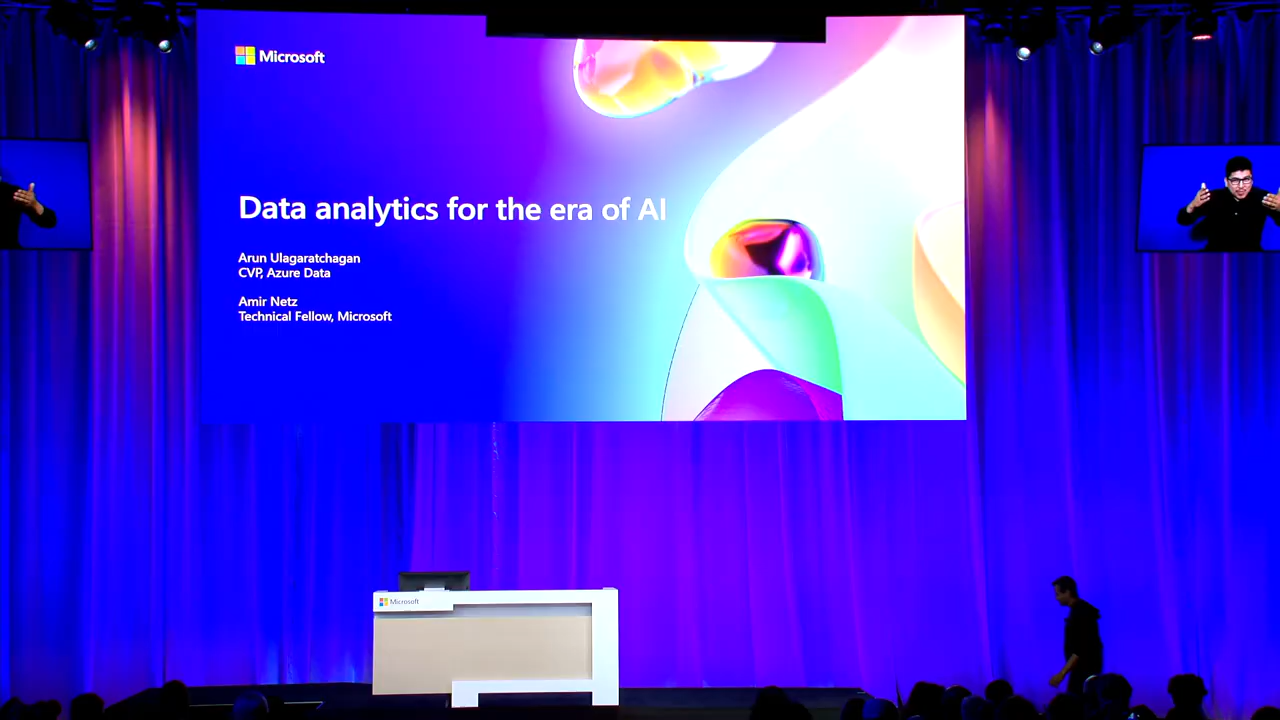 Microsoft
Data analytics for the era of AI
Arun Ulagaratchagan
CVP, Azure Data
Amir Netz
Technical Fellow, Microsoft
Microsoft